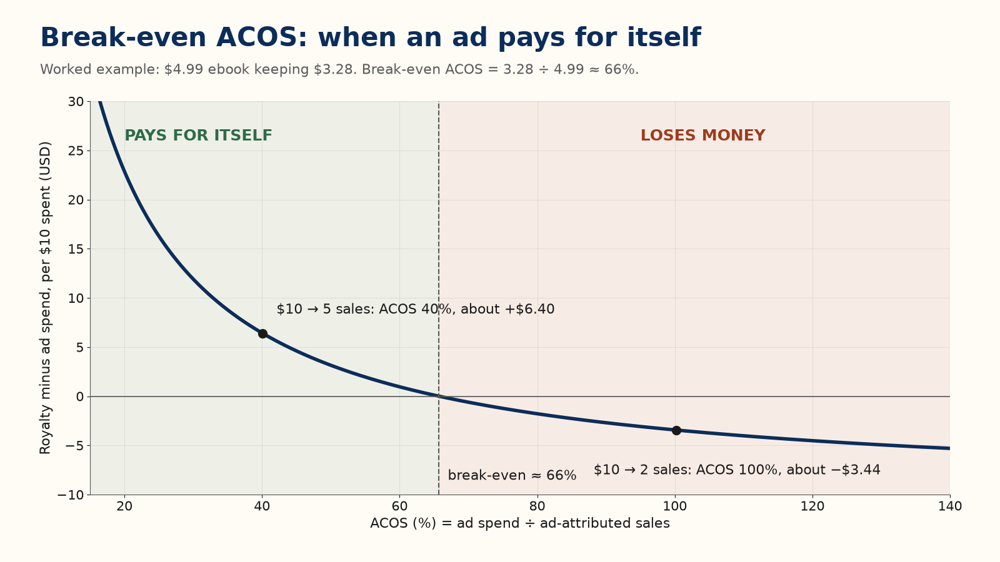 Break-even ACOS: when an ad pays for itself
Worked example: $4.99 ebook keeping $3.28. Break-even ACOS = 3.28 ÷ 4.99 ≈ 66%.
Royalty minus ad spend, per $10 spent (USD)
30
25
20
15
10
5
0
−5
−10
PAYS FOR ITSELF
LOSES MONEY
$10 → 5 sales: ACOS 40%, about +$6.40
$10 → 2 sales: ACOS 100%, about −$3.44
break-even ≈ 66%
20 40 60 80 100 120 140
ACOS (%) = ad spend ÷ ad-attributed sales